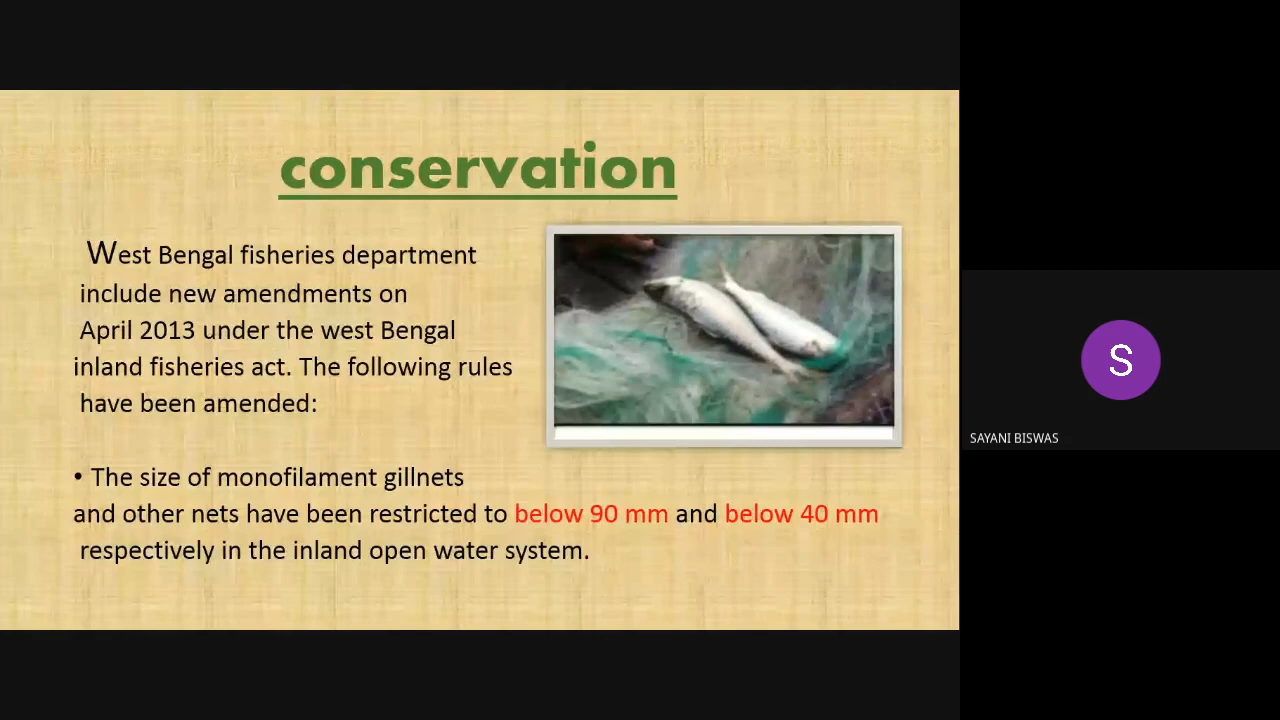 conservation
West Bengal fisheries department
include new amendments on
April 2013 under the west Bengal
inland fisheries act. The following rules
have been amended:
• The size of monofilament gillnets
and other nets have been restricted to below 90 mm and below 40 mm
respectively in the inland open water system.
S
SAYANI BISWAS